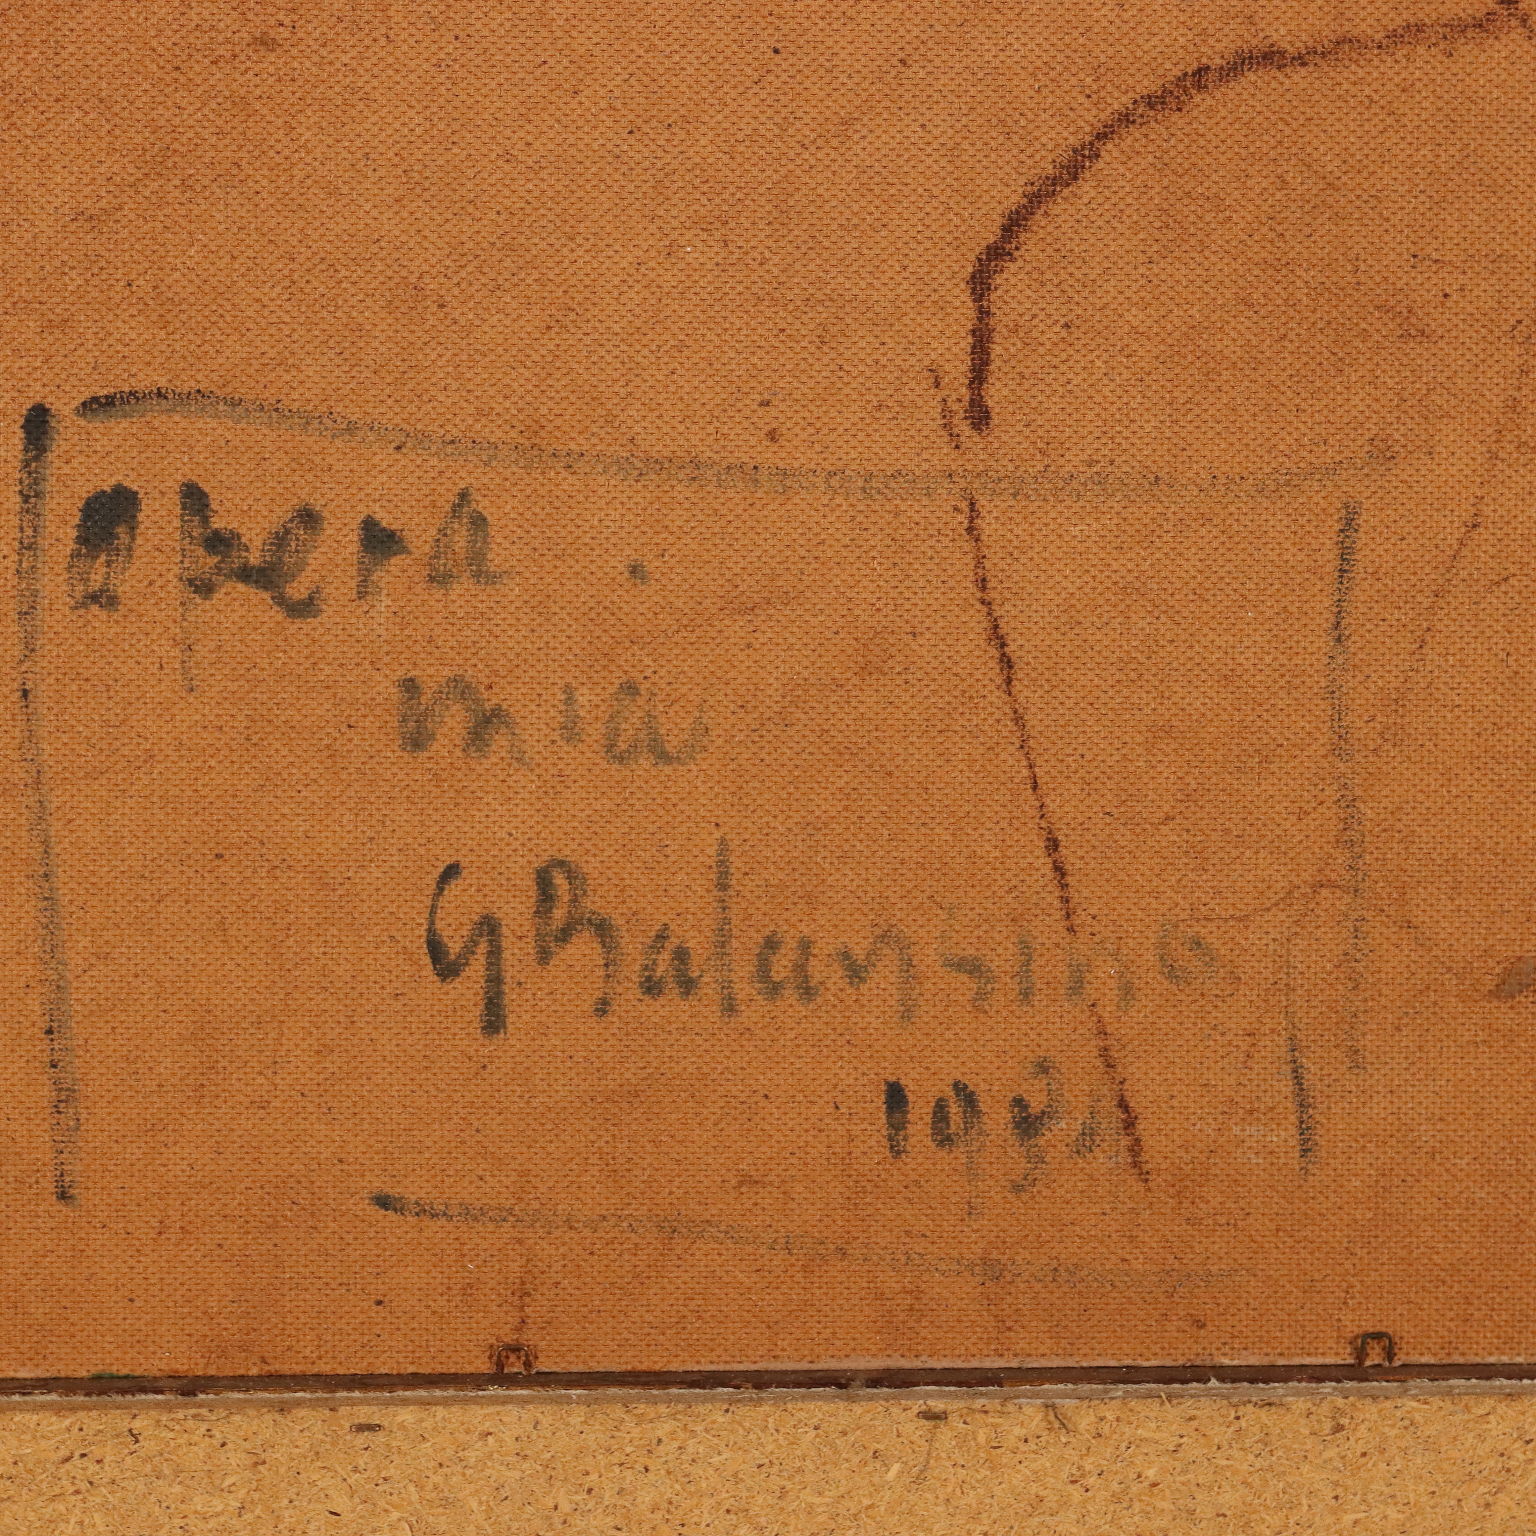 opera
mia
G Balansino